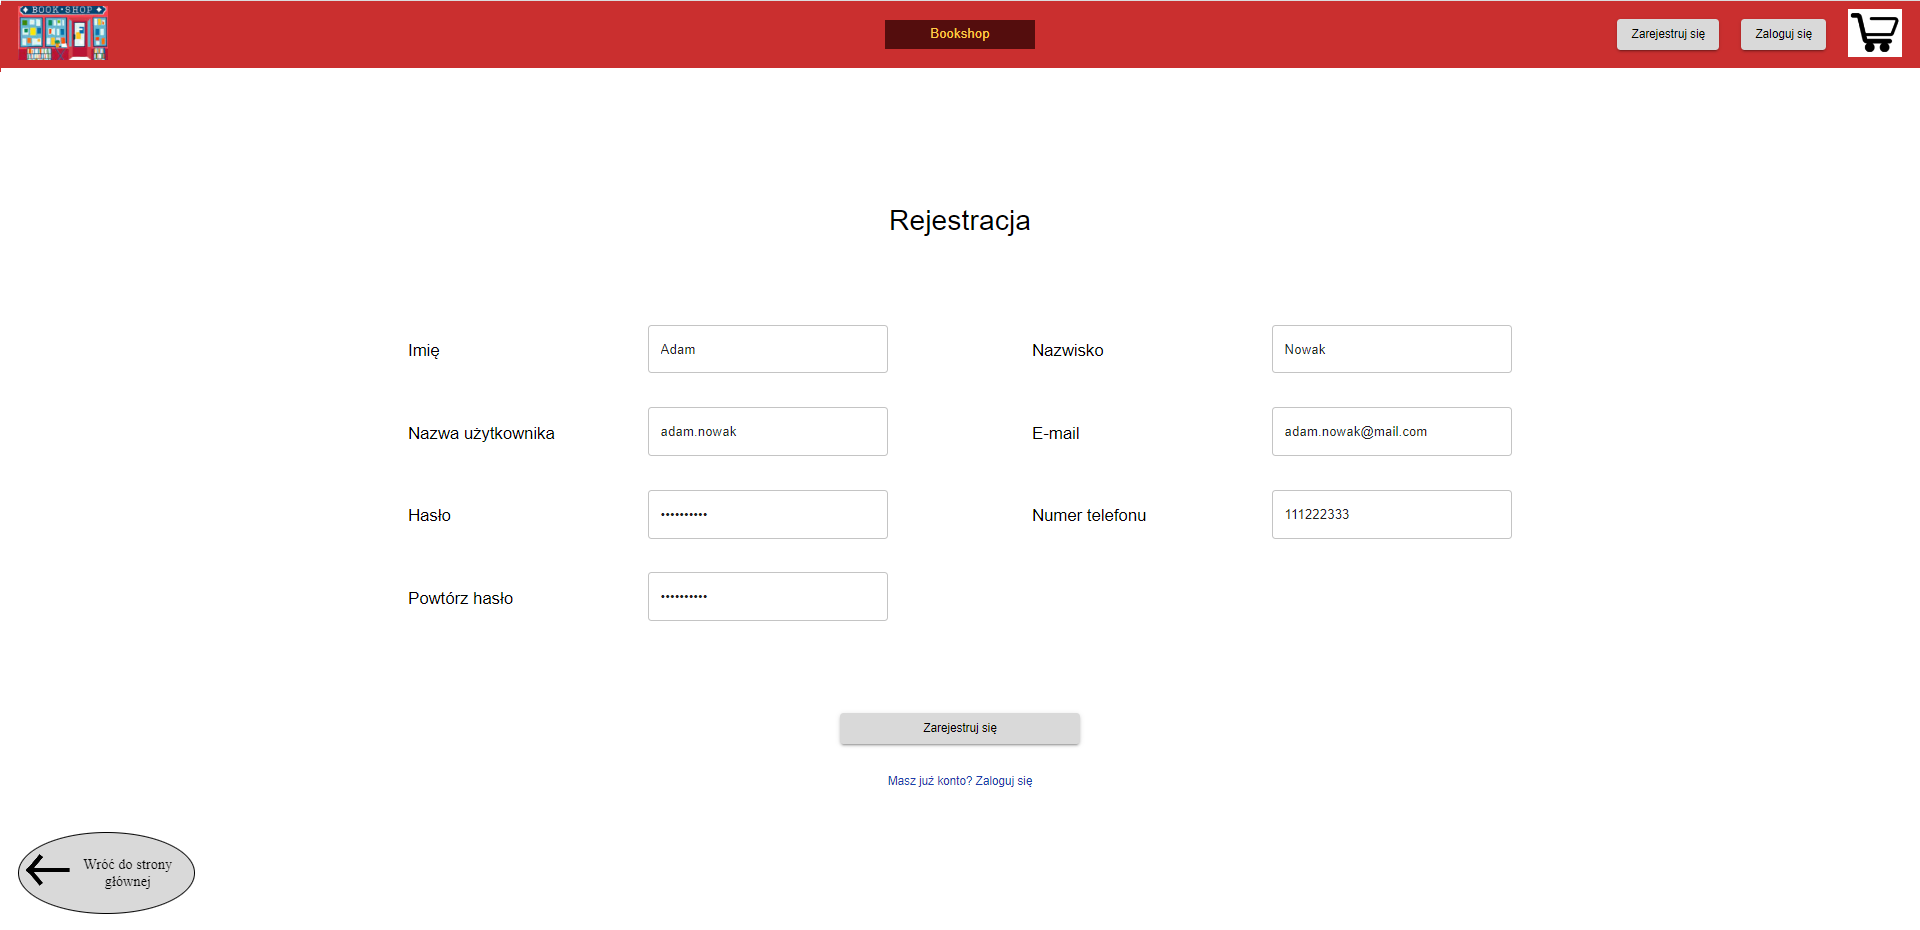 BOOK SHOP
Bookshop
Zarejestruj się
Zaloguj się
Rejestracja
Imię
Adam
Nazwisko
Nowak
Nazwa użytkownika
adam.nowak
E-mail
adam.nowak@mail.com
Hasło
••••••••••
Numer telefonu
111222333
Powtórz hasło
••••••••••
Zarejestruj się
Masz już konto? Zaloguj się
Wróć do strony
głównej